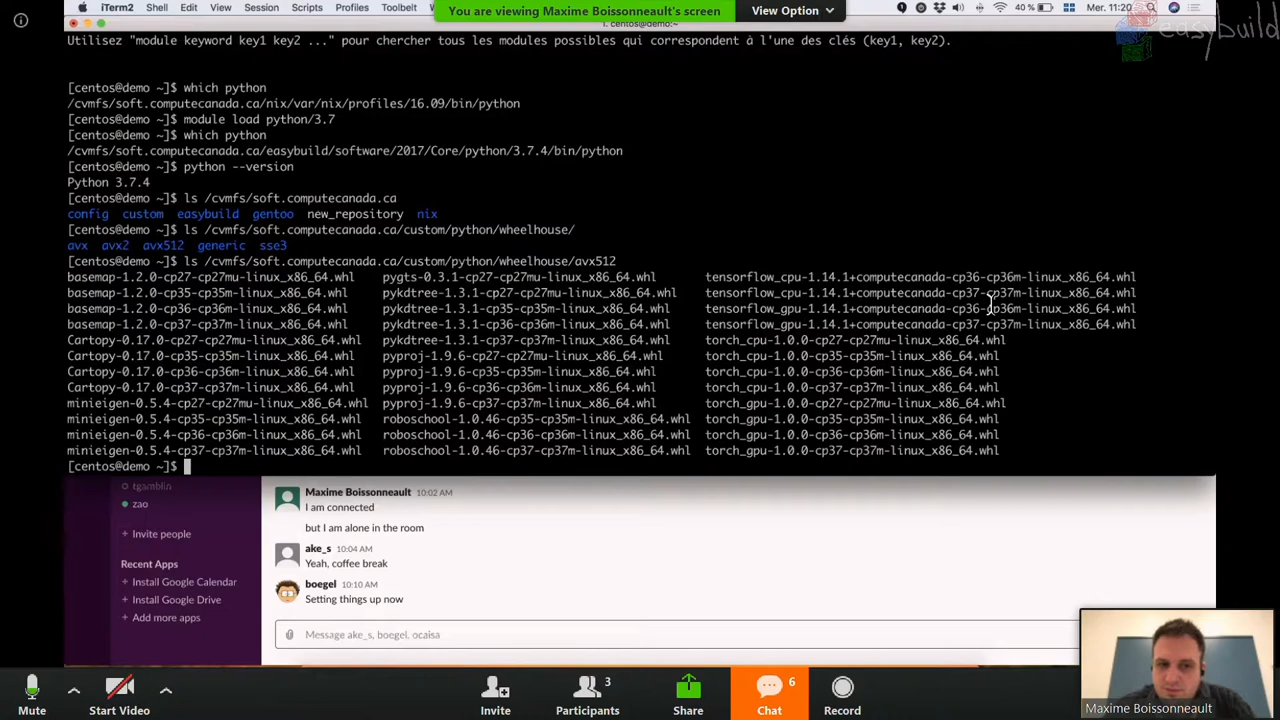 iTerm2 Shell Edit View Session Scripts Profiles Toolbelt
You are viewing Maxime Boissonneault's screen
View Option
40 %
Mer. 11:20
easybuild
1. centos@demo:~
Utilisez "module keyword key1 key2 ..." pour chercher tous les modules possibles qui correspondent à l'une des clés (key1, key2).
[centos@demo ~]$ which python
/cvmfs/soft.computecanada.ca/nix/var/nix/profiles/16.09/bin/python
[centos@demo ~]$ module load python/3.7
[centos@demo ~]$ which python
/cvmfs/soft.computecanada.ca/easybuild/software/2017/Core/python/3.7.4/bin/python
[centos@demo ~]$ python --version
Python 3.7.4
[centos@demo ~]$ ls /cvmfs/soft.computecanada.ca
config custom easybuild gentoo new_repository nix
[centos@demo ~]$ ls /cvmfs/soft.computecanada.ca/custom/python/wheelhouse/
avx avx2 avx512 generic sse3
[centos@demo ~]$ ls /cvmfs/soft.computecanada.ca/custom/python/wheelhouse/avx512
basemap-1.2.0-cp27-cp27mu-linux_x86_64.whl pygts-0.3.1-cp27-cp27mu-linux_x86_64.whl tensorflow_cpu-1.14.1+computecanada-cp36-cp36m-linux_x86_64.whl
basemap-1.2.0-cp35-cp35m-linux_x86_64.whl pykdtree-1.3.1-cp27-cp27mu-linux_x86_64.whl tensorflow_cpu-1.14.1+computecanada-cp37-cp37m-linux_x86_64.whl
basemap-1.2.0-cp36-cp36m-linux_x86_64.whl pykdtree-1.3.1-cp35-cp35m-linux_x86_64.whl tensorflow_gpu-1.14.1+computecanada-cp36-cp36m-linux_x86_64.whl
basemap-1.2.0-cp37-cp37m-linux_x86_64.whl pykdtree-1.3.1-cp36-cp36m-linux_x86_64.whl tensorflow_gpu-1.14.1+computecanada-cp37-cp37m-linux_x86_64.whl
Cartopy-0.17.0-cp27-cp27mu-linux_x86_64.whl pykdtree-1.3.1-cp37-cp37m-linux_x86_64.whl torch_cpu-1.0.0-cp27-cp27mu-linux_x86_64.whl
Cartopy-0.17.0-cp35-cp35m-linux_x86_64.whl pyproj-1.9.6-cp27-cp27mu-linux_x86_64.whl torch_cpu-1.0.0-cp35-cp35m-linux_x86_64.whl
Cartopy-0.17.0-cp36-cp36m-linux_x86_64.whl pyproj-1.9.6-cp35-cp35m-linux_x86_64.whl torch_cpu-1.0.0-cp36-cp36m-linux_x86_64.whl
Cartopy-0.17.0-cp37-cp37m-linux_x86_64.whl pyproj-1.9.6-cp36-cp36m-linux_x86_64.whl torch_cpu-1.0.0-cp37-cp37m-linux_x86_64.whl
minieigen-0.5.4-cp27-cp27mu-linux_x86_64.whl pyproj-1.9.6-cp37-cp37m-linux_x86_64.whl torch_gpu-1.0.0-cp27-cp27mu-linux_x86_64.whl
minieigen-0.5.4-cp35-cp35m-linux_x86_64.whl roboschool-1.0.46-cp35-cp35m-linux_x86_64.whl torch_gpu-1.0.0-cp35-cp35m-linux_x86_64.whl
minieigen-0.5.4-cp36-cp36m-linux_x86_64.whl roboschool-1.0.46-cp36-cp36m-linux_x86_64.whl torch_gpu-1.0.0-cp36-cp36m-linux_x86_64.whl
minieigen-0.5.4-cp37-cp37m-linux_x86_64.whl roboschool-1.0.46-cp37-cp37m-linux_x86_64.whl torch_gpu-1.0.0-cp37-cp37m-linux_x86_64.whl
[centos@demo ~]$
tgamblin
zao
+ Invite people
Recent Apps
+ Install Google Calendar
+ Install Google Drive
+ Add more apps
Maxime Boissonneault 10:02 AM
I am connected
but I am alone in the room
ake_s 10:04 AM
Yeah, coffee break
boegel 10:10 AM
Setting things up now
Message ake_s, boegel, ocaisa
Maxime Boissonneault
Mute
Start Video
Invite
3
Participants
Share
6
Chat
Record